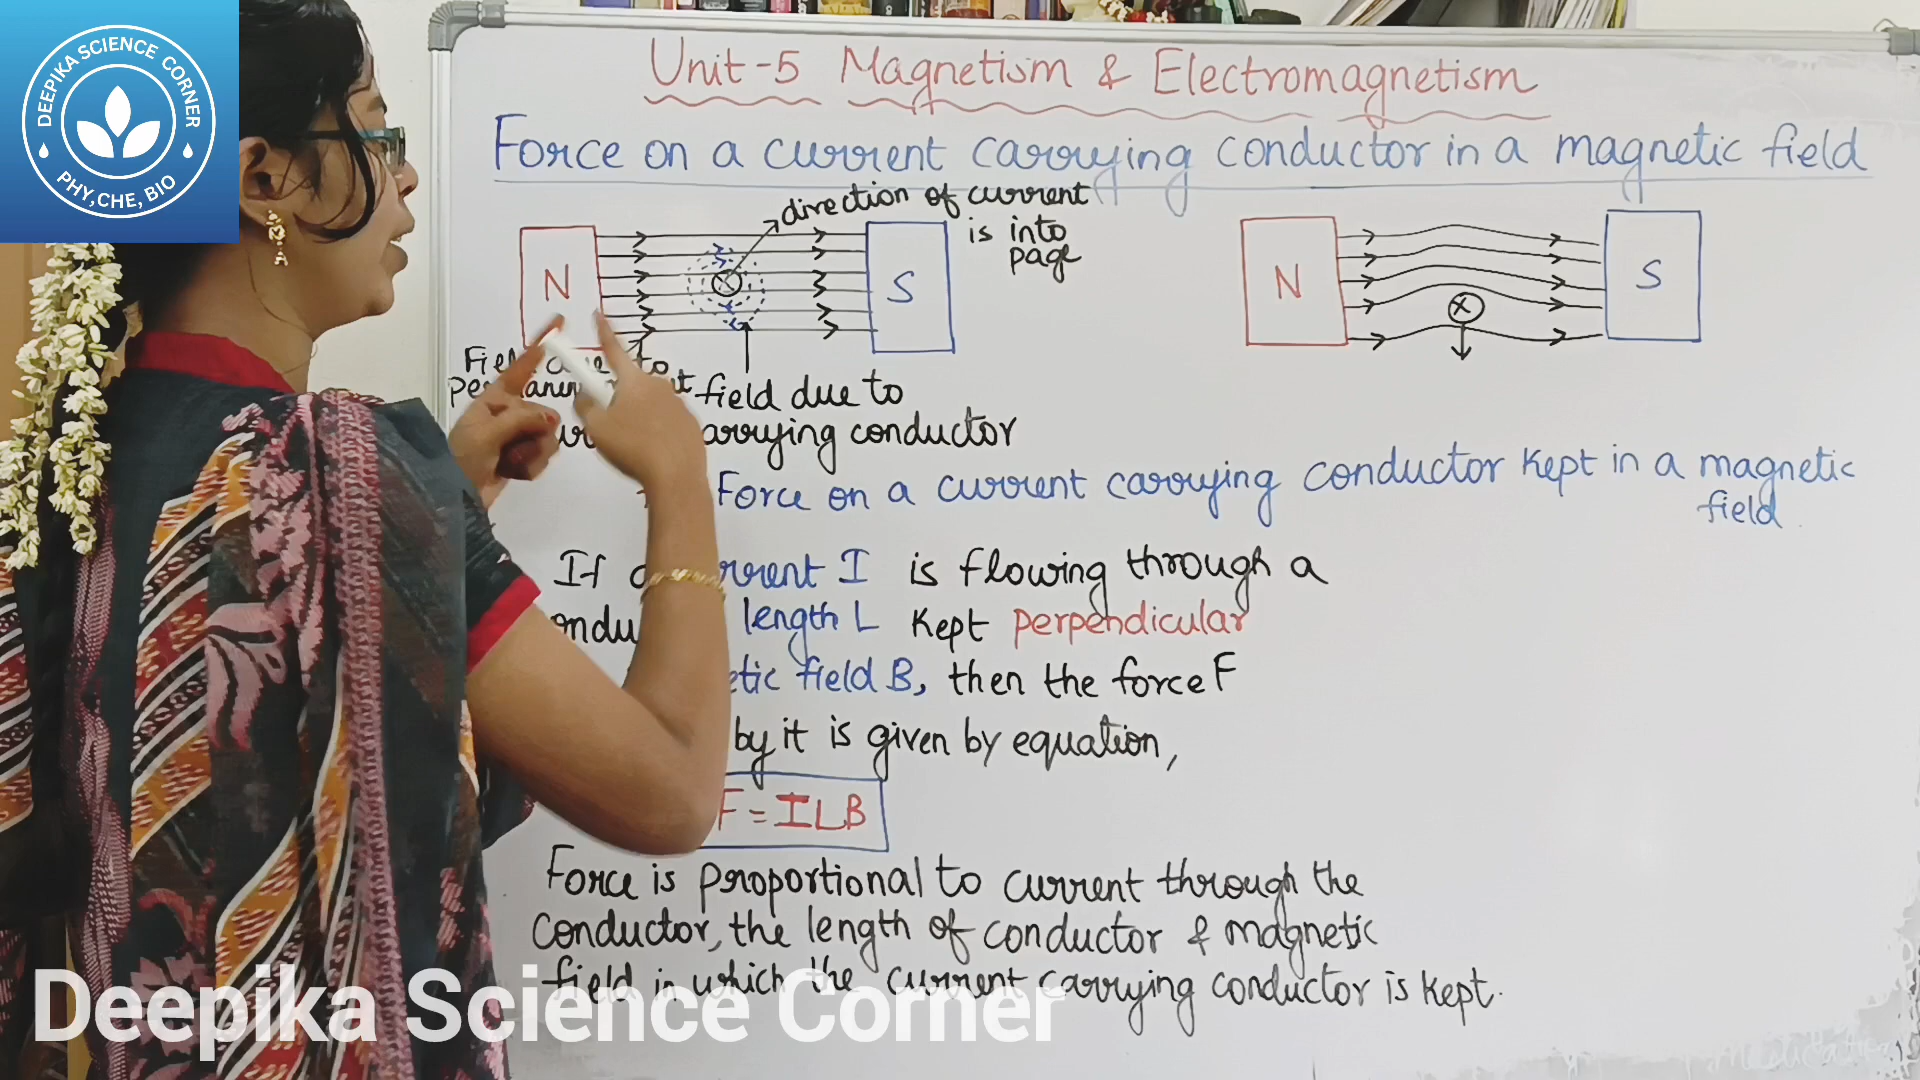 DEEPIKA SCIENCE CORNER
PHY,CHE, BIO
Unit-5 Magnetism & Electromagnetism
Force on a current carrying conductor in a magnetic field
direction of current
is into
page
N
S
N
S
Field due to
field due to
carrying conductor
Force on a current carrying conductor kept in a magnetic
field
If I is flowing through a
length L kept perpendicular
field B, then the force F
by it is given by equation,
F = ILB
Force is proportional to current through the
conductor, the length of conductor & magnetic
field in which the current carrying conductor is kept.
Deepika Science Corner